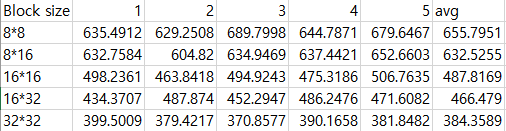 Block size 1 2 3 4 5 avg
8*8 635.4912 629.2508 689.7998 644.7871 679.6467 655.7951
8*16 632.7584 604.82 634.9469 637.4421 652.6603 632.5255
16*16 498.2361 463.8418 494.9243 475.3186 506.7635 487.8169
16*32 434.3707 487.874 452.2947 486.2476 471.6082 466.479
32*32 399.5009 379.4217 370.8577 390.1658 381.8482 384.3589